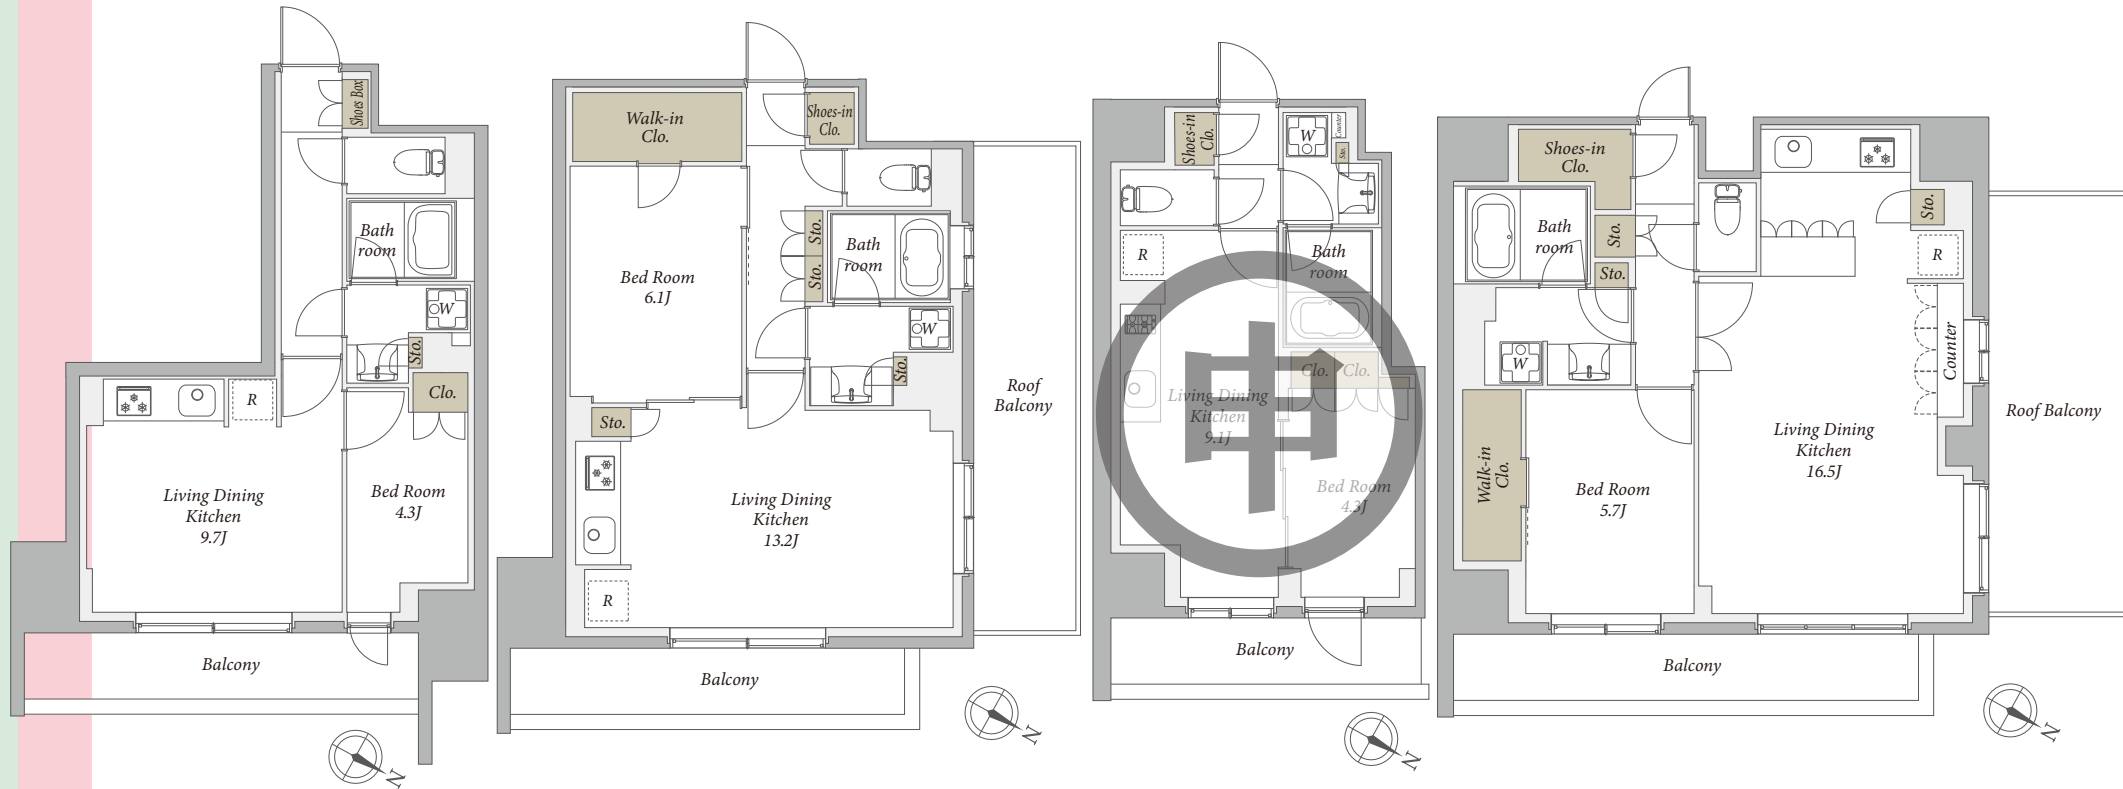 Shoes Box
Bath
room
W
Sto.
Clo.
R
Living Dining
Kitchen
9.7J
Bed Room
4.3J
Balcony
N
Walk-in
Clo.
Shoes-in
Clo.
Bed Room
6.1J
Sto.
Sto.
Bath
room
W
Sto.
Sto.
Living Dining
Kitchen
13.2J
R
Roof
Balcony
Balcony
N
Shoes-in
Clo.
W
Counter
Sto.
R
Bath
room
Clo.
Clo.
Living Dining
Kitchen
9.1J
Bed Room
4.3J
申
Balcony
N
Shoes-in
Clo.
Bath
room
Sto.
Sto.
W
Sto.
R
Counter
Walk-in
Clo.
Bed Room
5.7J
Living Dining
Kitchen
16.5J
Roof Balcony
Balcony
N